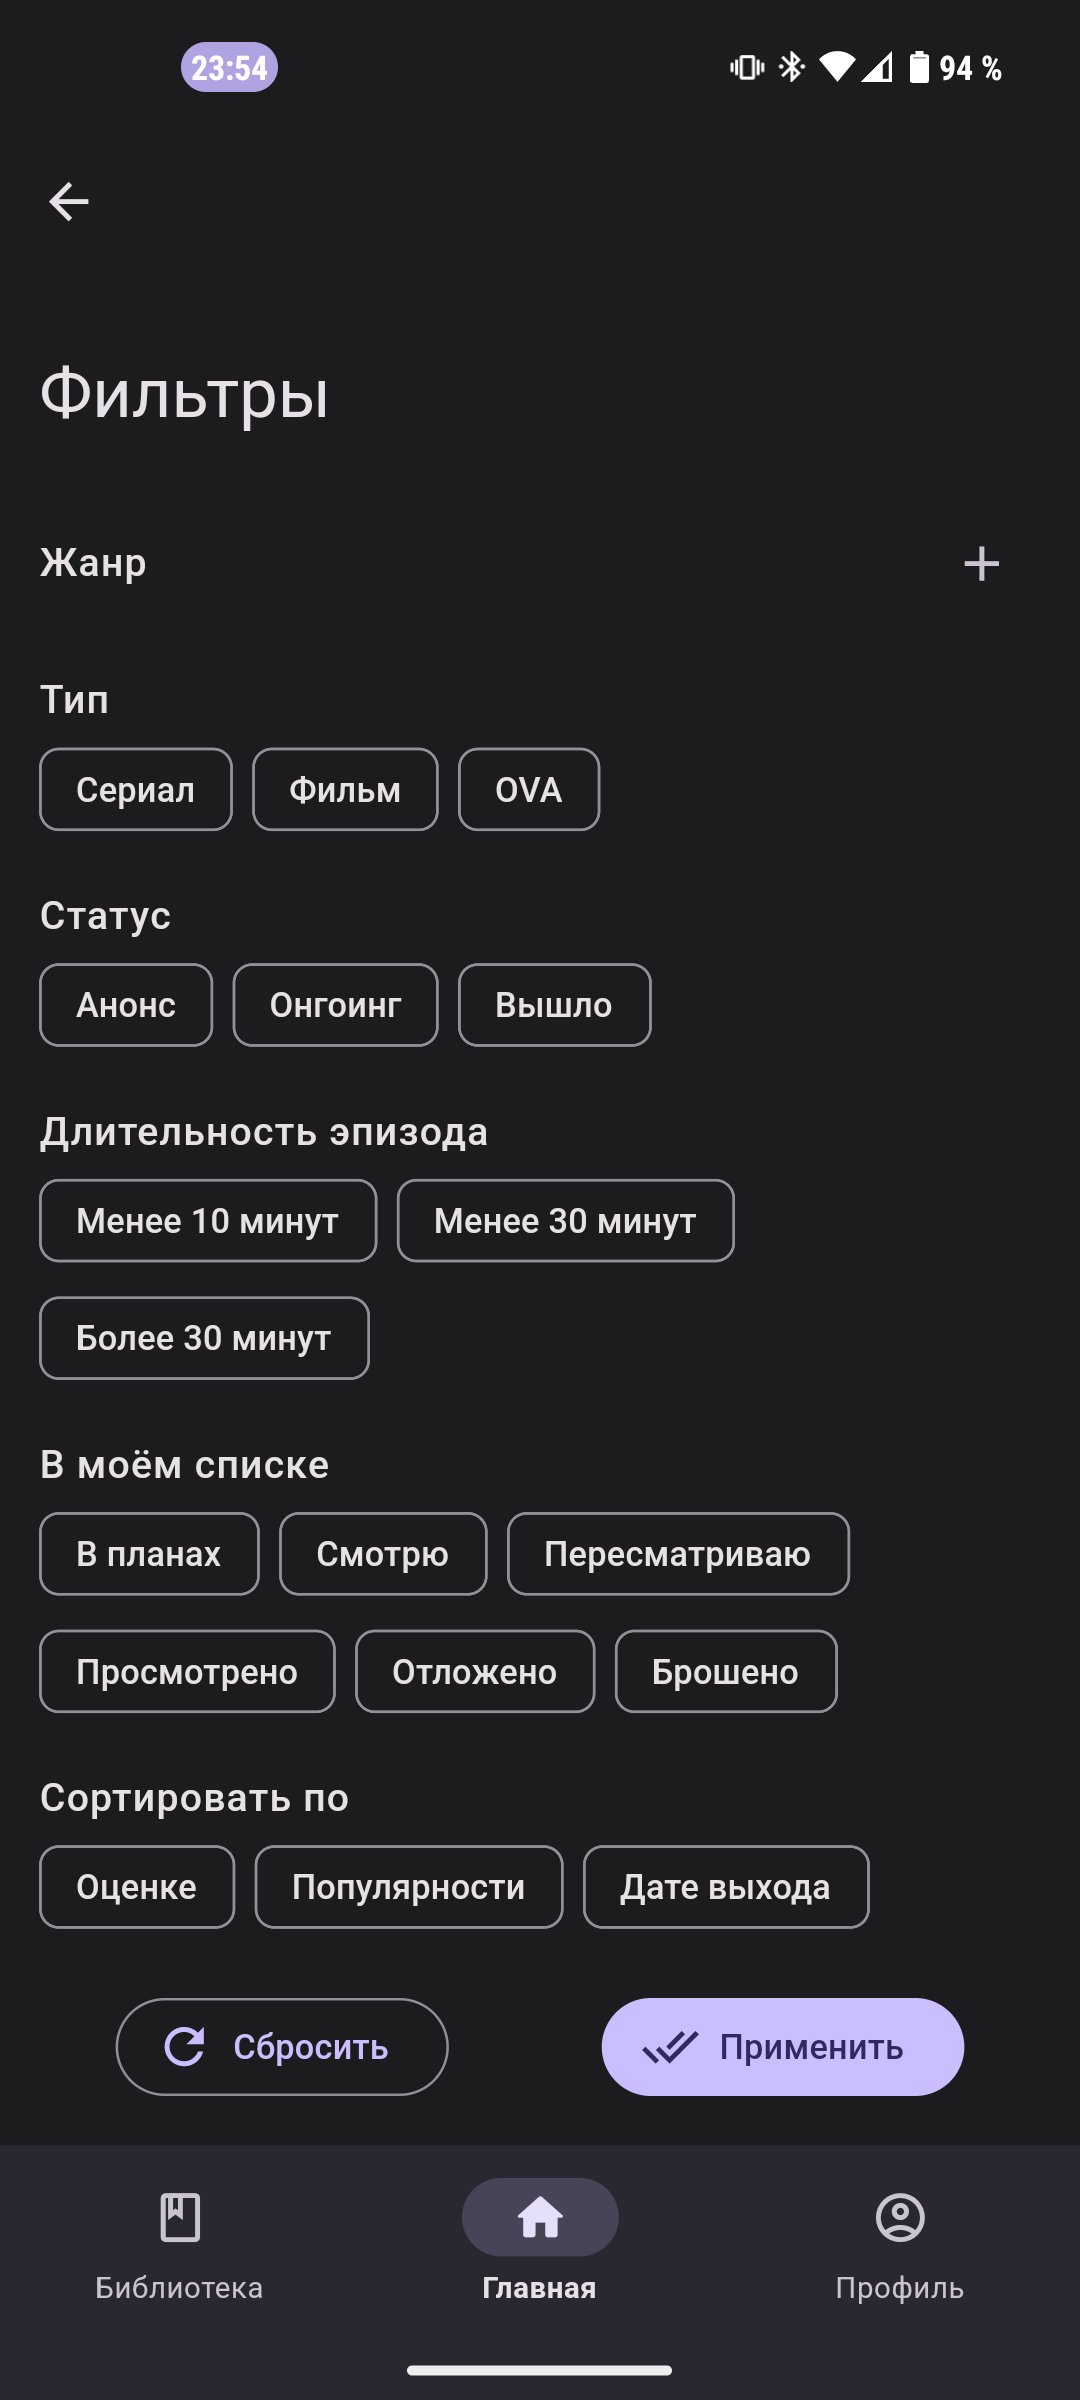 23:54 94 %
Фильтры
Жанр
Тип
Сериал Фильм OVA
Статус
Анонс Онгоинг Вышло
Длительность эпизода
Менее 10 минут Менее 30 минут
Более 30 минут
В моём списке
В планах Смотрю Пересматриваю
Просмотрено Отложено Брошено
Сортировать по
Оценке Популярности Дате выхода
Сбросить Применить
Библиотека Главная Профиль